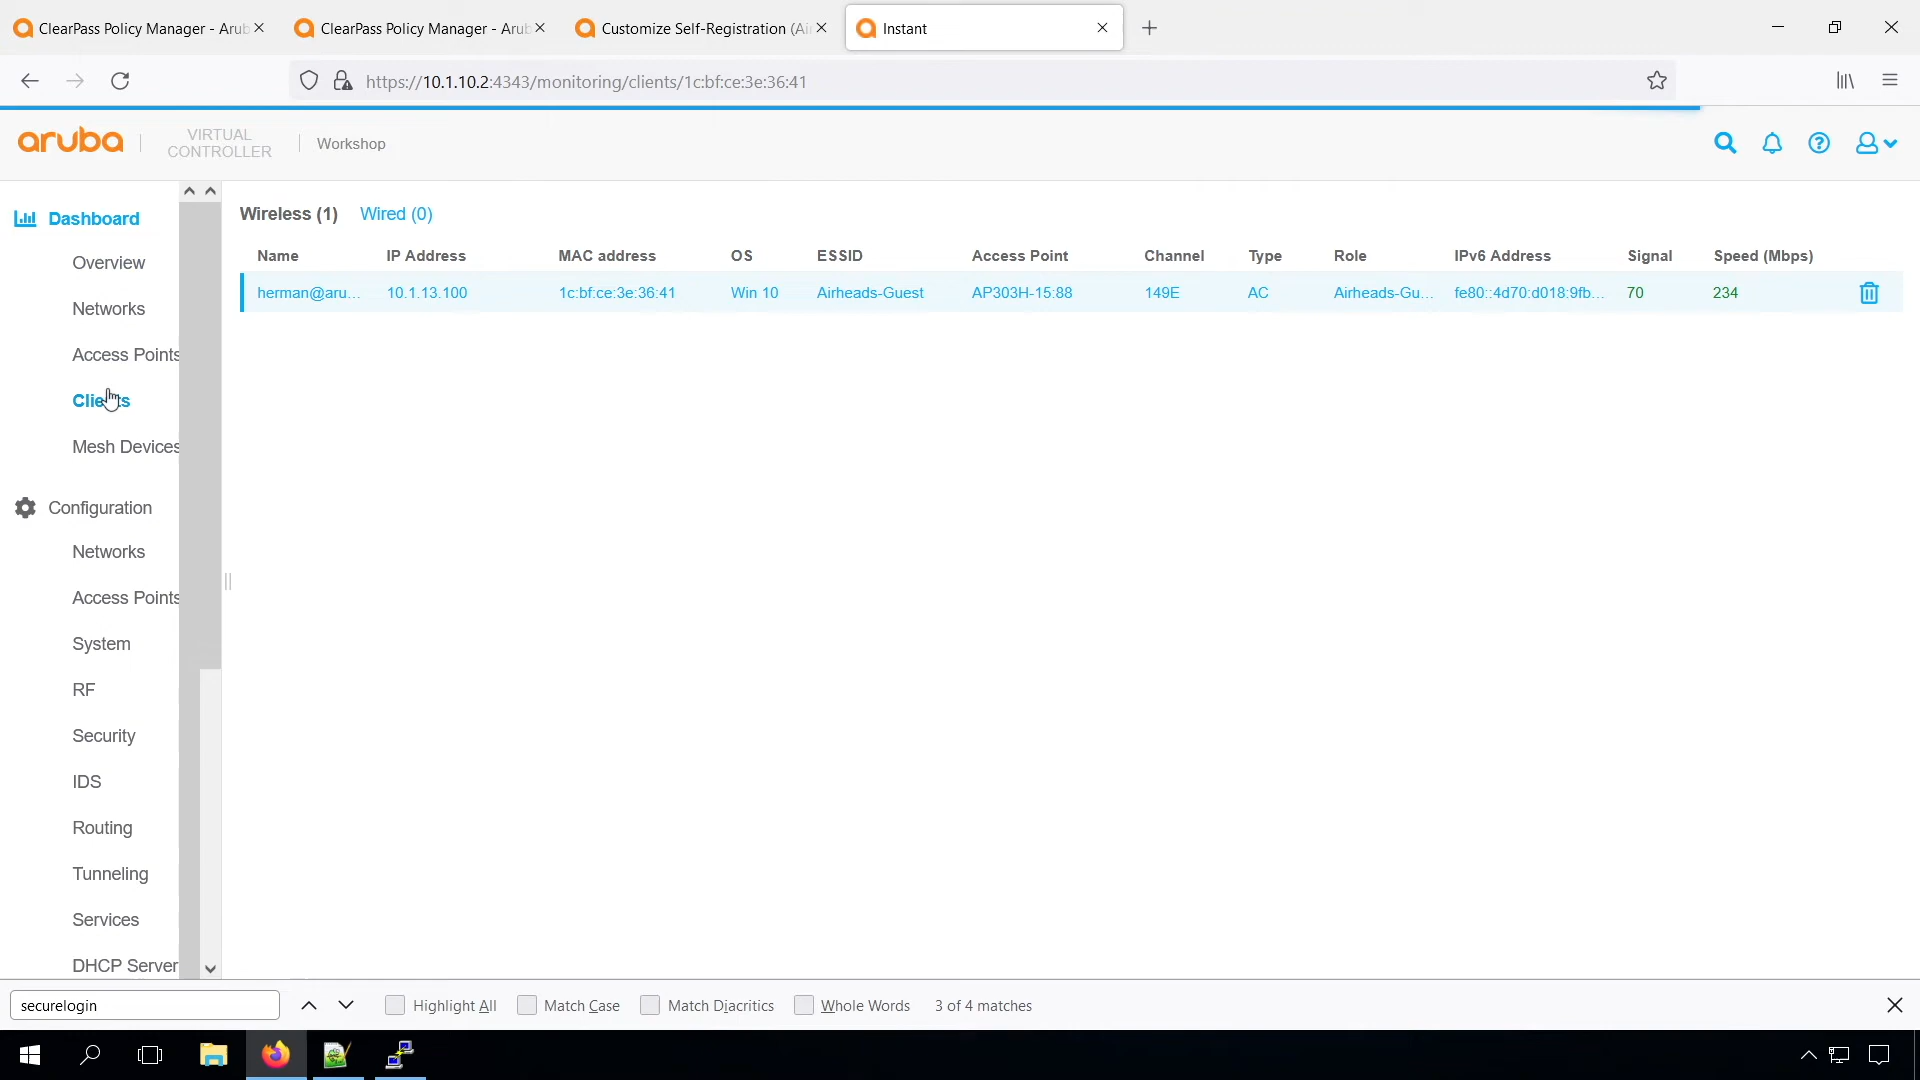 ClearPass Policy Manager - Arub
ClearPass Policy Manager - Arub
Customize Self-Registration (Ai
Instant
https://10.1.10.2:4343/monitoring/clients/1c:bf:ce:3e:36:41
aruba
VIRTUAL
CONTROLLER
Workshop
Dashboard
Overview
Networks
Access Points
Clients
Mesh Devices
Configuration
Networks
Access Points
System
RF
Security
IDS
Routing
Tunneling
Services
DHCP Server
Wireless (1) Wired (0)
Name IP Address MAC address OS ESSID Access Point Channel Type Role IPv6 Address Signal Speed (Mbps)
herman@aru... 10.1.13.100 1c:bf:ce:3e:36:41 Win 10 Airheads-Guest AP303H-15:88 149E AC Airheads-Gu... fe80::4d70:d018:9fb... 70 234
securelogin Highlight All Match Case Match Diacritics Whole Words 3 of 4 matches